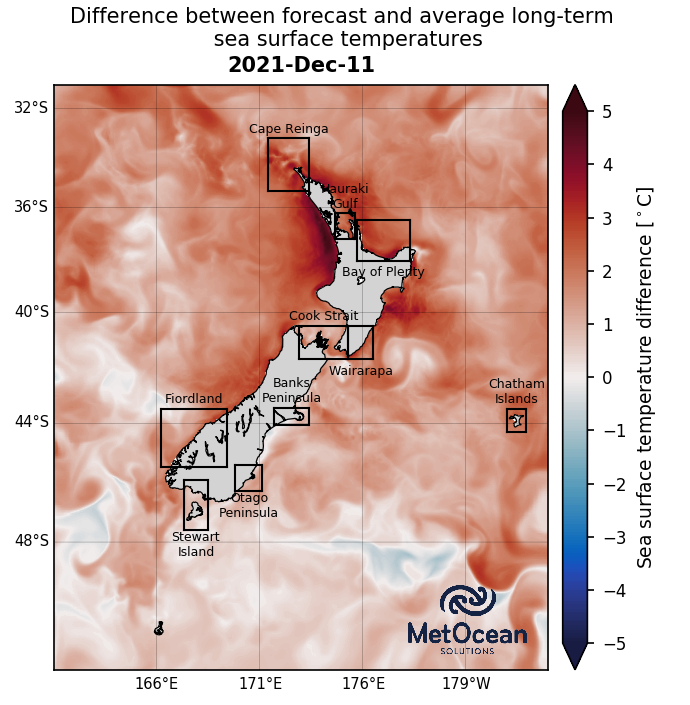 Difference between forecast and average long-term
sea surface temperatures
2021-Dec-11
32°S
36°S
40°S
44°S
48°S
166°E
171°E
176°E
179°W
Cape Reinga
Hauraki
Gulf
Bay of Plenty
Cook Strait
Wairarapa
Banks
Peninsula
Fiordland
Chatham
Islands
Otago
Peninsula
Stewart
Island
MetOcean
SOLUTIONS
5
4
3
2
1
0
−1
−2
−3
−4
−5
Sea surface temperature difference [°C]